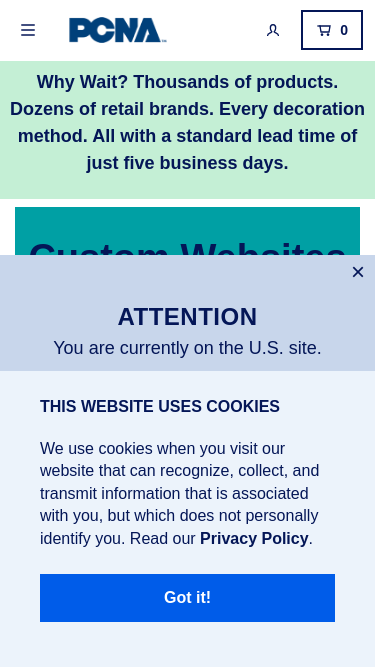 PCNA
0
Why Wait? Thousands of products.
Dozens of retail brands. Every decoration
method. All with a standard lead time of
just five business days.
Custom Websites
ATTENTION
You are currently on the U.S. site.
THIS WEBSITE USES COOKIES
We use cookies when you visit our
website that can recognize, collect, and
transmit information that is associated
with you, but which does not personally
identify you. Read our Privacy Policy.
Got it!